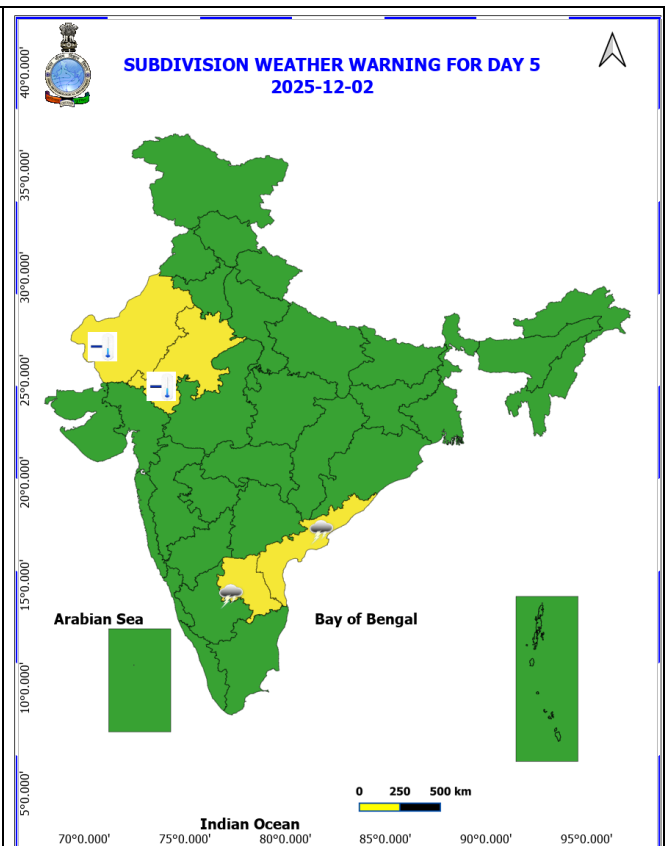 SUBDIVISION WEATHER WARNING FOR DAY 5
2025-12-02
40°0.000'
35°0.000'
30°0.000'
25°0.000'
20°0.000'
15°0.000'
Arabian Sea
Bay of Bengal
10°0.000'
5°0.000'
0 250 500 km
Indian Ocean
70°0.000' 75°0.000' 80°0.000' 85°0.000' 90°0.000' 95°0.000'